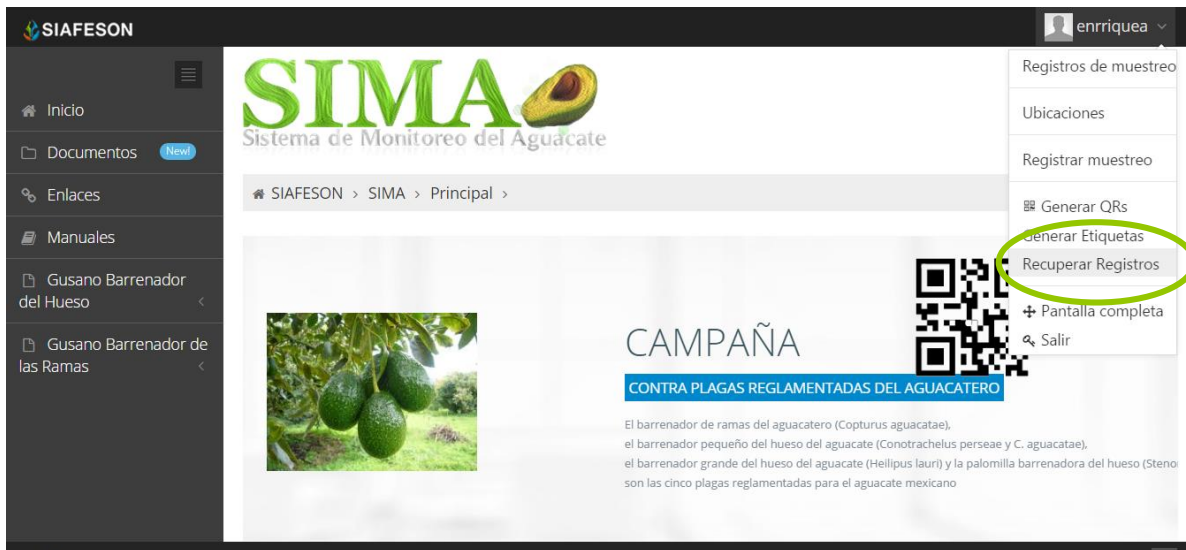 SIAFESON
enrriquea
Inicio
Documentos New!
Enlaces
Manuales
Gusano Barrenador
del Hueso
Gusano Barrenador de
las Ramas
SIMA
Sistema de Monitoreo del Aguacate
SIAFESON > SIMA > Principal >
Registros de muestreo
Ubicaciones
Registrar muestreo
Generar QRs
Generar Etiquetas
Recuperar Registros
Pantalla completa
Salir
CAMPAÑA
CONTRA PLAGAS REGLAMENTADAS DEL AGUACATERO
El barrenador de ramas del aguacatero (Copturus aguacatae),
el barrenador pequeño del hueso del aguacate (Conotrachelus perseae y C. aguacatae),
el barrenador grande del hueso del aguacate (Heilipus lauri) y la palomilla barrenadora del hueso (Steno
son las cinco plagas reglamentadas para el aguacate mexicano